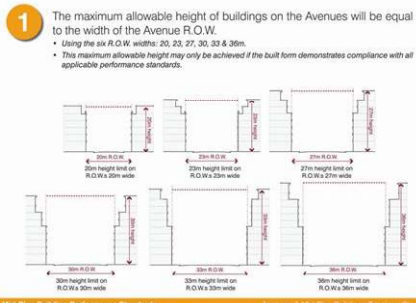 1
The maximum allowable height of buildings on the Avenues will be equal
to the width of the Avenue R.O.W.
• Using the six R.O.W. widths: 20, 23, 27, 30, 33 & 36m.
• This maximum allowable height may only be achieved if the built form demonstrates compliance with all
applicable performance standards.
20m height
20m R.O.W.
20m height limit on
R.O.W.s 20m wide
23m height
23m R.O.W.
23m height limit on
R.O.W.s 23m wide
27m height
27m R.O.W.
27m height limit on
R.O.W.s 27m wide
30m height
30m R.O.W.
30m height limit on
R.O.W.s 30m wide
33m height
33m R.O.W.
33m height limit on
R.O.W.s 33m wide
36m height
36m R.O.W.
36m height limit on
R.O.W.s 36m wide